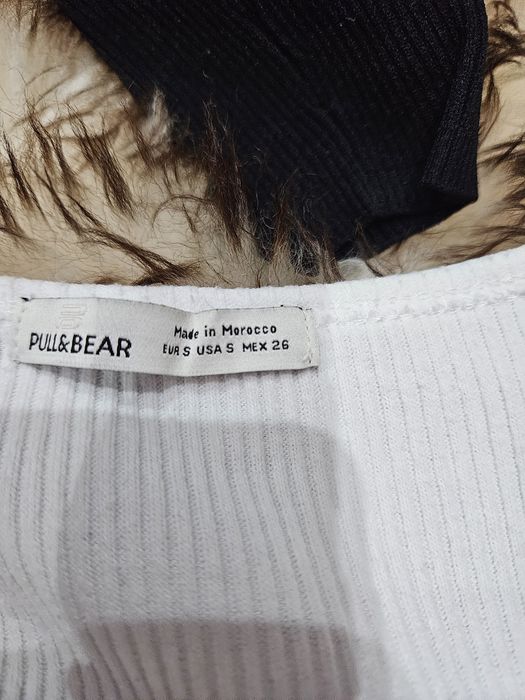 PULL&BEAR
Made in Morocco
EUR S USA S MEX 26